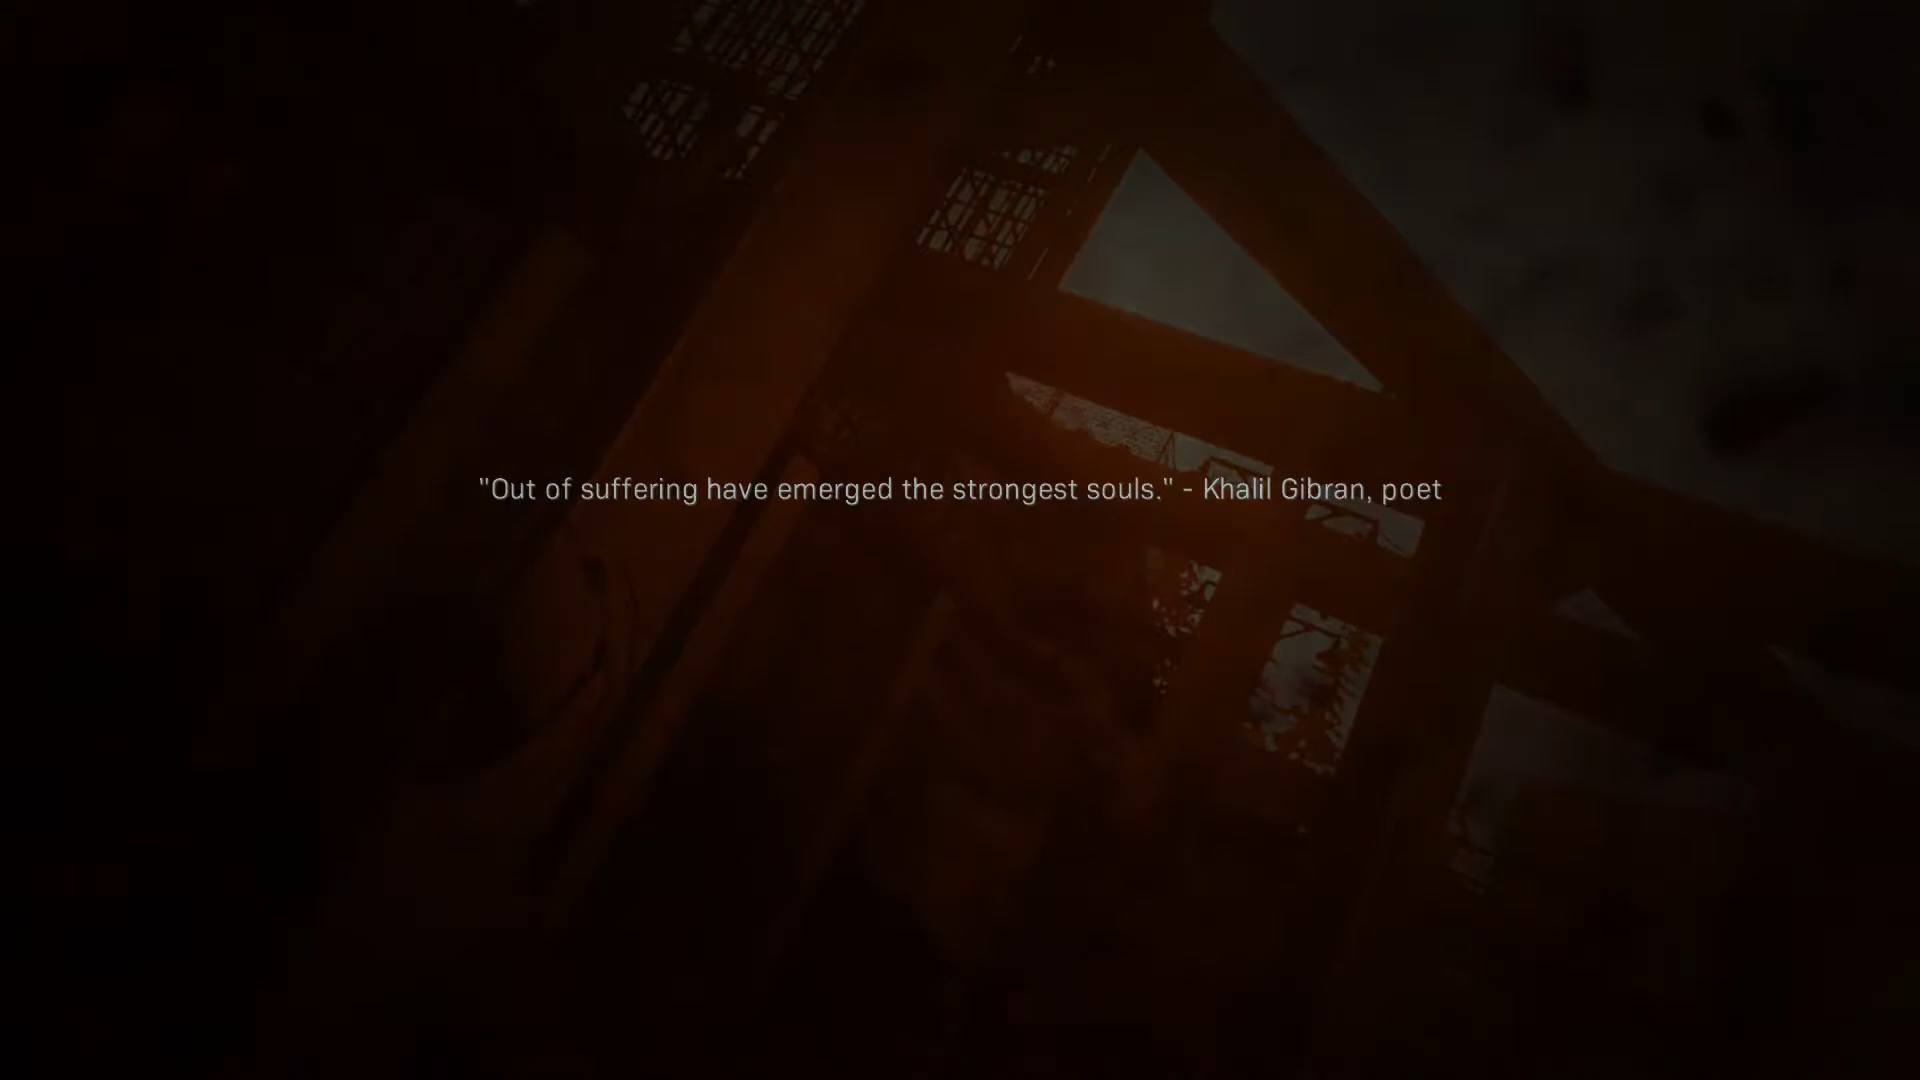 "Out of suffering have emerged the strongest souls." - Khalil Gibran, poet